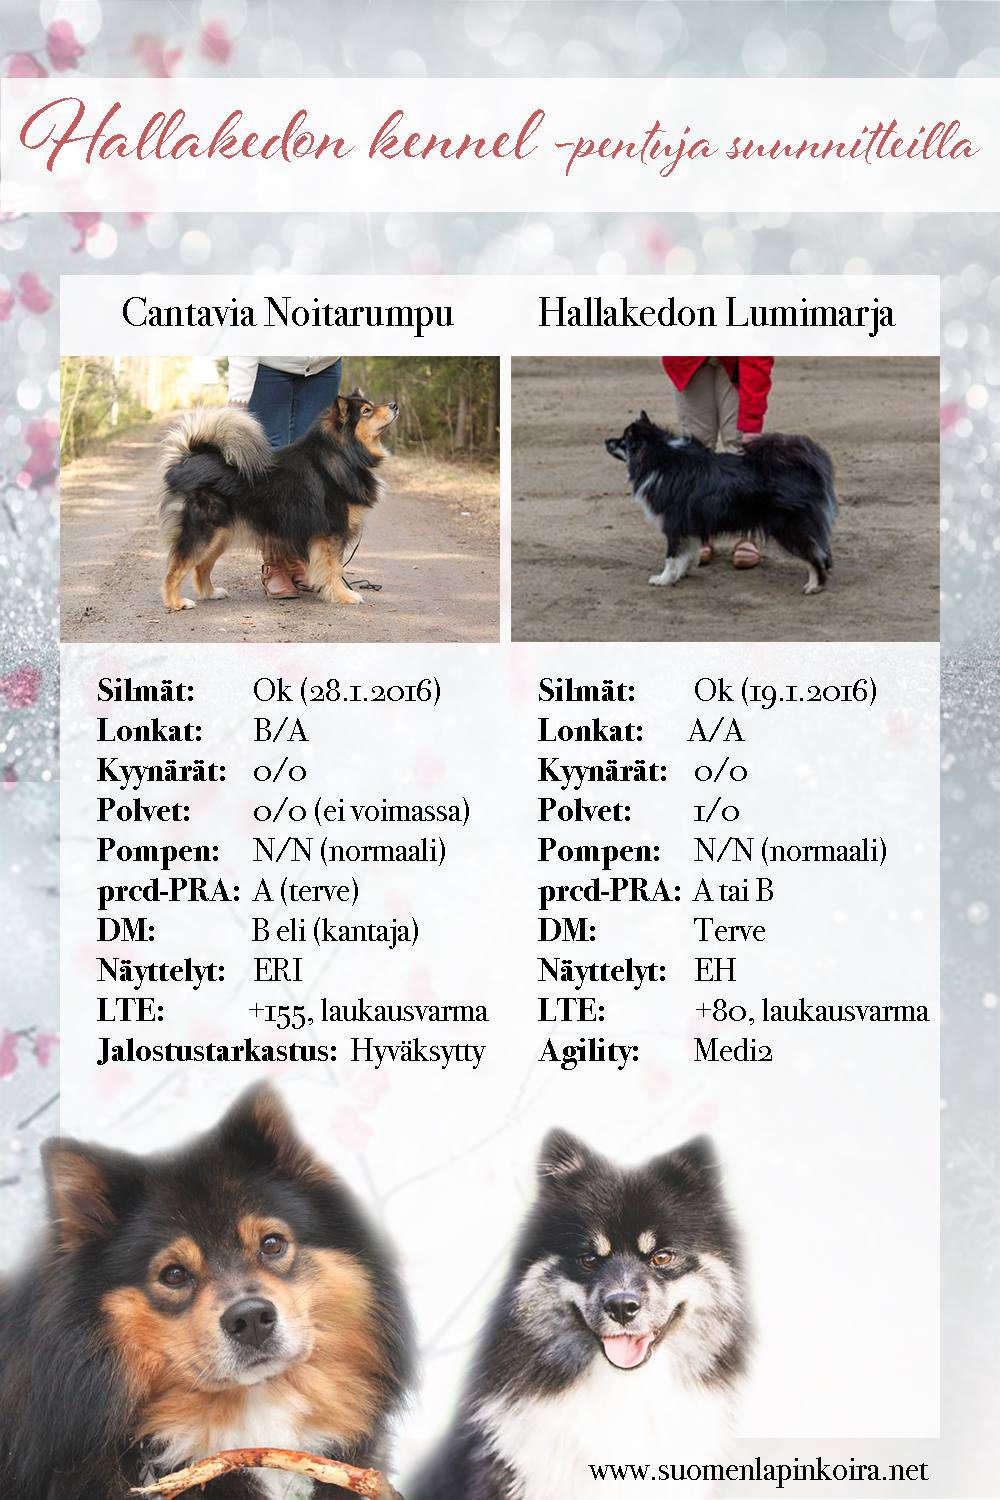 Hallakedon kennel -pentuja suunnitteilla
Cantavia Noitarumpu
Silmät: Ok (28.1.2016)
Lonkat: B/A
Kyynärät: 0/0
Polvet: 0/0 (ei voimassa)
Pompen: N/N (normaali)
prcd-PRA: A (terve)
DM: B eli (kantaja)
Näyttelyt: ERI
LTE: +155, laukausvarma
Jalostustarkastus: Hyväksytty
Hallakedon Lumimarja
Silmät: Ok (19.1.2016)
Lonkat: A/A
Kyynärät: 0/0
Polvet: 1/0
Pompen: N/N (normaali)
prcd-PRA: A tai B
DM: Terve
Näyttelyt: EH
LTE: +80, laukausvarma
Agility: Medi2
www.suomenlapinkoira.net